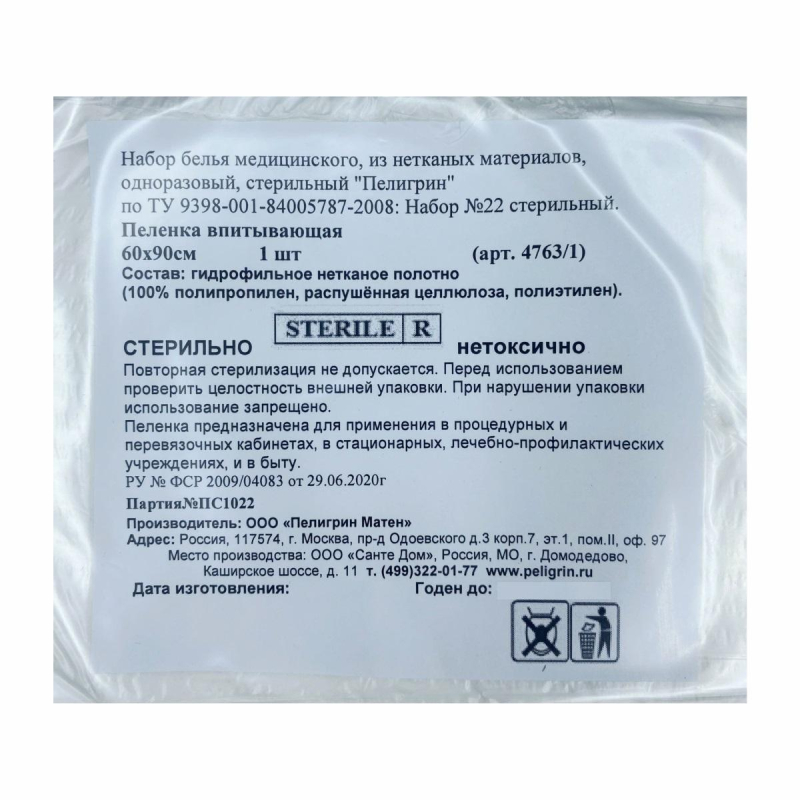 Набор белья медицинского, из нетканых материалов,
одноразовый, стерильный "Пелигрин"
по ТУ 9398-001-84005787-2008: Набор №22 стерильный.
Пеленка впитывающая
60х90см 1 шт (арт. 4763/1)
Состав: гидрофильное нетканое полотно
(100% полипропилен, распушённая целлюлоза, полиэтилен).
STERILE R
СТЕРИЛЬНО нетоксично
Повторная стерилизация не допускается. Перед использованием
проверить целостность внешней упаковки. При нарушении упаковки
использование запрещено.
Пеленка предназначена для применения в процедурных и
перевязочных кабинетах, в стационарных, лечебно-профилактических
учреждениях, и в быту.
РУ № ФСР 2009/04083 от 29.06.2020г
Партия№ПС1022
Производитель: ООО «Пелигрин Матен»
Адрес: Россия, 117574, г. Москва, пр-д Одоевского д.3 корп.7, эт.1, пом.II, оф. 97
Место производства: ООО «Санте Дом», Россия, МО, г. Домодедово,
Каширское шоссе, д. 11 т. (499)322-01-77 www.peligrin.ru
Дата изготовления: Годен до: